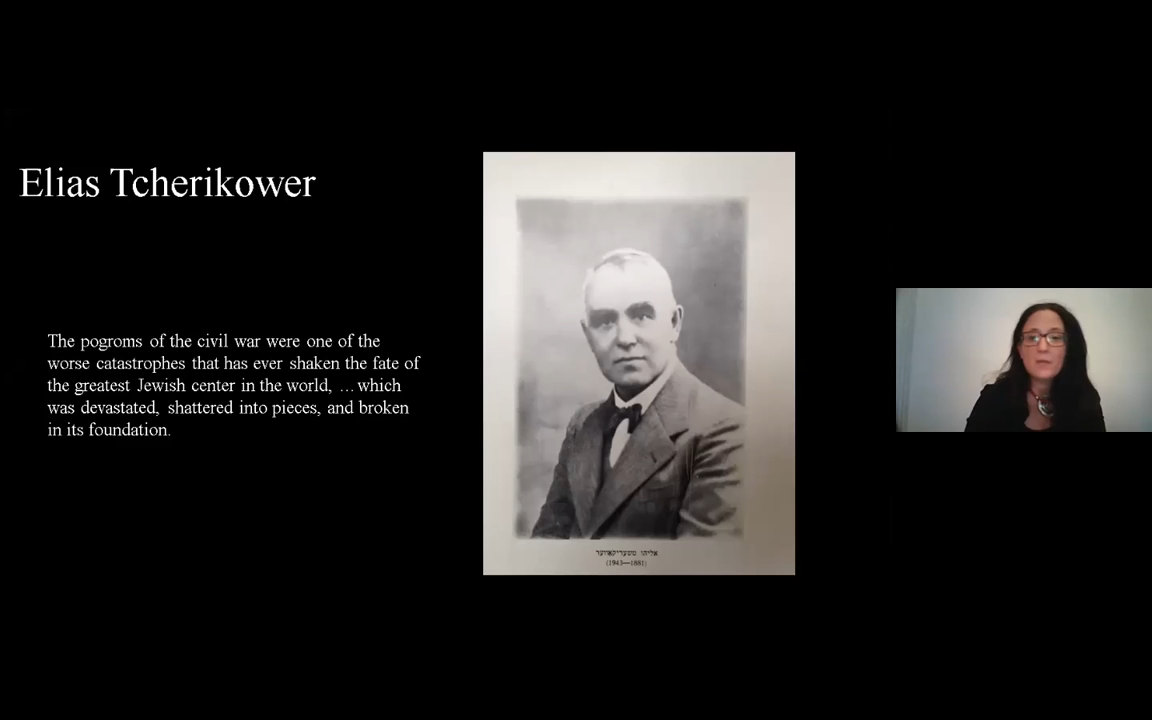 Elias Tcherikower
The pogroms of the civil war were one of the
worse catastrophes that has ever shaken the fate of
the greatest Jewish center in the world, ... which
was devastated, shattered into pieces, and broken
in its foundation.
אליהו טשעריקאװער
(1943—1881)